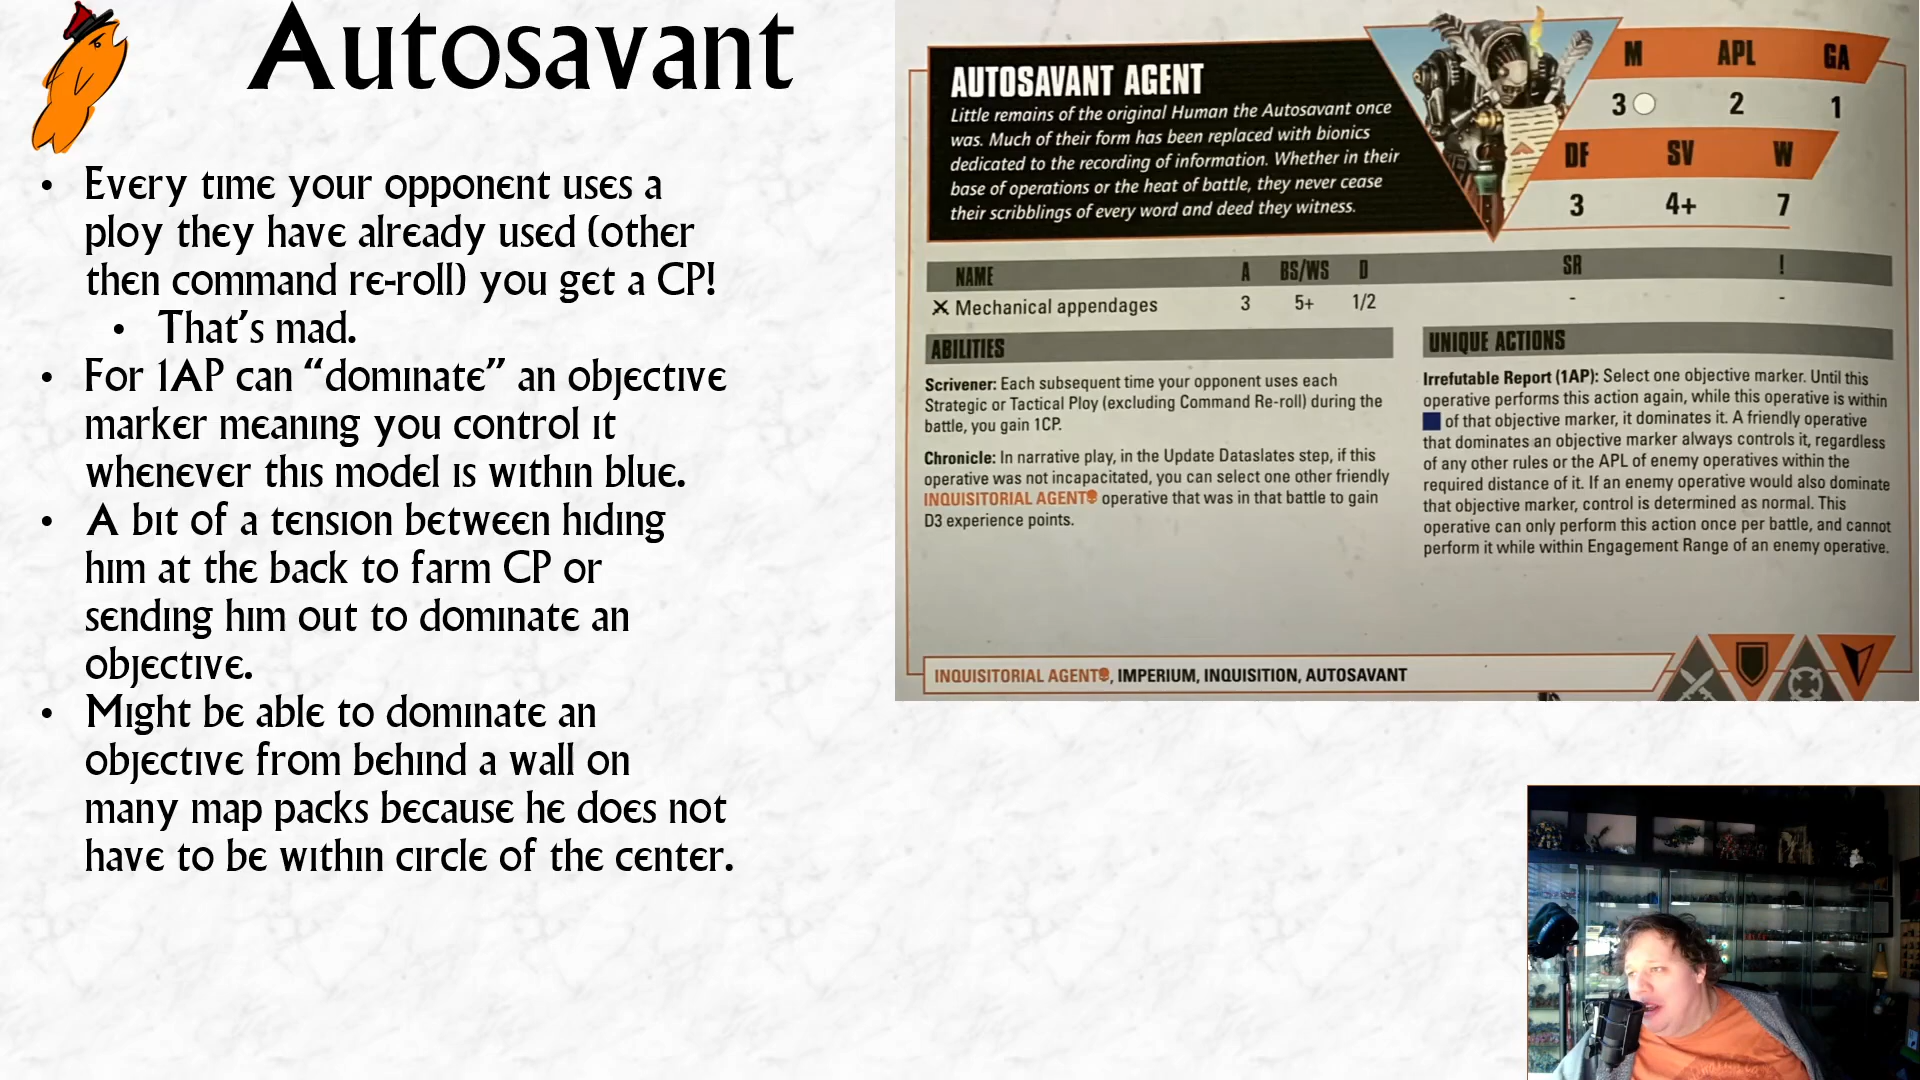 Autosavant
• Every time your opponent uses a
ploy they have already used (other
then command re-roll) you get a CP!
• That's mad.
• For 1AP can “dominate” an objective
marker meaning you control it
whenever this model is within blue.
• A bit of a tension between hiding
him at the back to farm CP or
sending him out to dominate an
objective.
• Might be able to dominate an
objective from behind a wall on
many map packs because he does not
have to be within circle of the center.
AUTOSAVANT AGENT
Little remains of the original Human the Autosavant once
was. Much of their form has been replaced with bionics
dedicated to the recording of information. Whether in their
base of operations or the heat of battle, they never cease
their scribblings of every word and deed they witness.
M APL GA
3 2 1
DF SV W
3 4+ 7
NAME A BS/WS D SR !
Mechanical appendages 3 5+ 1/2 - -
ABILITIES
Scrivener: Each subsequent time your opponent uses each
Strategic or Tactical Ploy (excluding Command Re-roll) during the
battle, you gain 1CP.
Chronicle: In narrative play, in the Update Dataslates step, if this
operative was not incapacitated, you can select one other friendly
INQUISITORIAL AGENT operative that was in that battle to gain
D3 experience points.
UNIQUE ACTIONS
Irrefutable Report (1AP): Select one objective marker. Until this
operative performs this action again, while this operative is within
of that objective marker, it dominates it. A friendly operative
that dominates an objective marker always controls it, regardless
of any other rules or the APL of enemy operatives within the
required distance of it. If an enemy operative would also dominate
that objective marker, control is determined as normal. This
operative can only perform this action once per battle, and cannot
perform it while within Engagement Range of an enemy operative.
INQUISITORIAL AGENT, IMPERIUM, INQUISITION, AUTOSAVANT